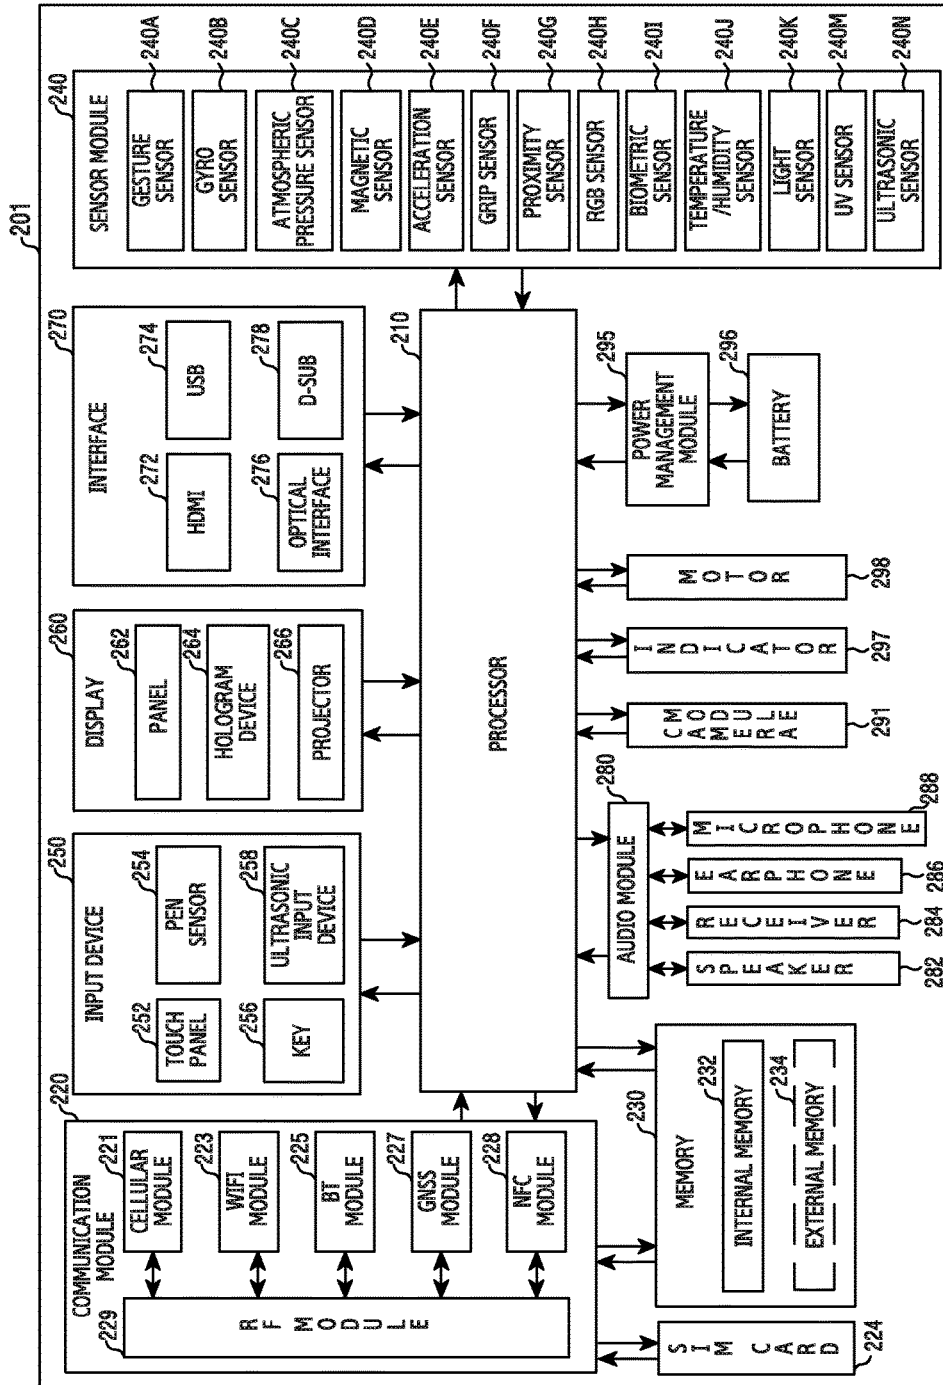 201
COMMUNICATION
MODULE
220
229
RF MODULE
221
CELLULAR
MODULE
223
WIFI
MODULE
225
BT
MODULE
227
GNSS
MODULE
228
NFC
MODULE
SIM CARD
224
INPUT DEVICE
250
252
TOUCH
PANEL
254
PEN
SENSOR
256
KEY
258
ULTRASONIC
INPUT
DEVICE
DISPLAY
260
262
PANEL
264
HOLOGRAM
DEVICE
266
PROJECTOR
INTERFACE
270
272
HDMI
274
USB
276
OPTICAL
INTERFACE
278
D-SUB
SENSOR MODULE
240
GESTURE
SENSOR
240A
GYRO
SENSOR
240B
ATMOSPHERIC
PRESSURE SENSOR
240C
MAGNETIC
SENSOR
240D
ACCELERATION
SENSOR
240E
GRIP SENSOR
240F
PROXIMITY
SENSOR
240G
RGB SENSOR
240H
BIOMETRIC
SENSOR
240I
TEMPERATURE
/HUMIDITY
SENSOR
240J
LIGHT
SENSOR
240K
UV SENSOR
240M
ULTRASONIC
SENSOR
240N
PROCESSOR
210
MEMORY
230
232
INTERNAL MEMORY
234
EXTERNAL MEMORY
AUDIO MODULE
280
SPEAKER
282
RECEIVER
284
EARPHONE
286
MICROPHONE
288
CAMERA
MODULE
291
INDICATOR
297
MOTOR
298
POWER
MANAGEMENT
MODULE
295
BATTERY
296